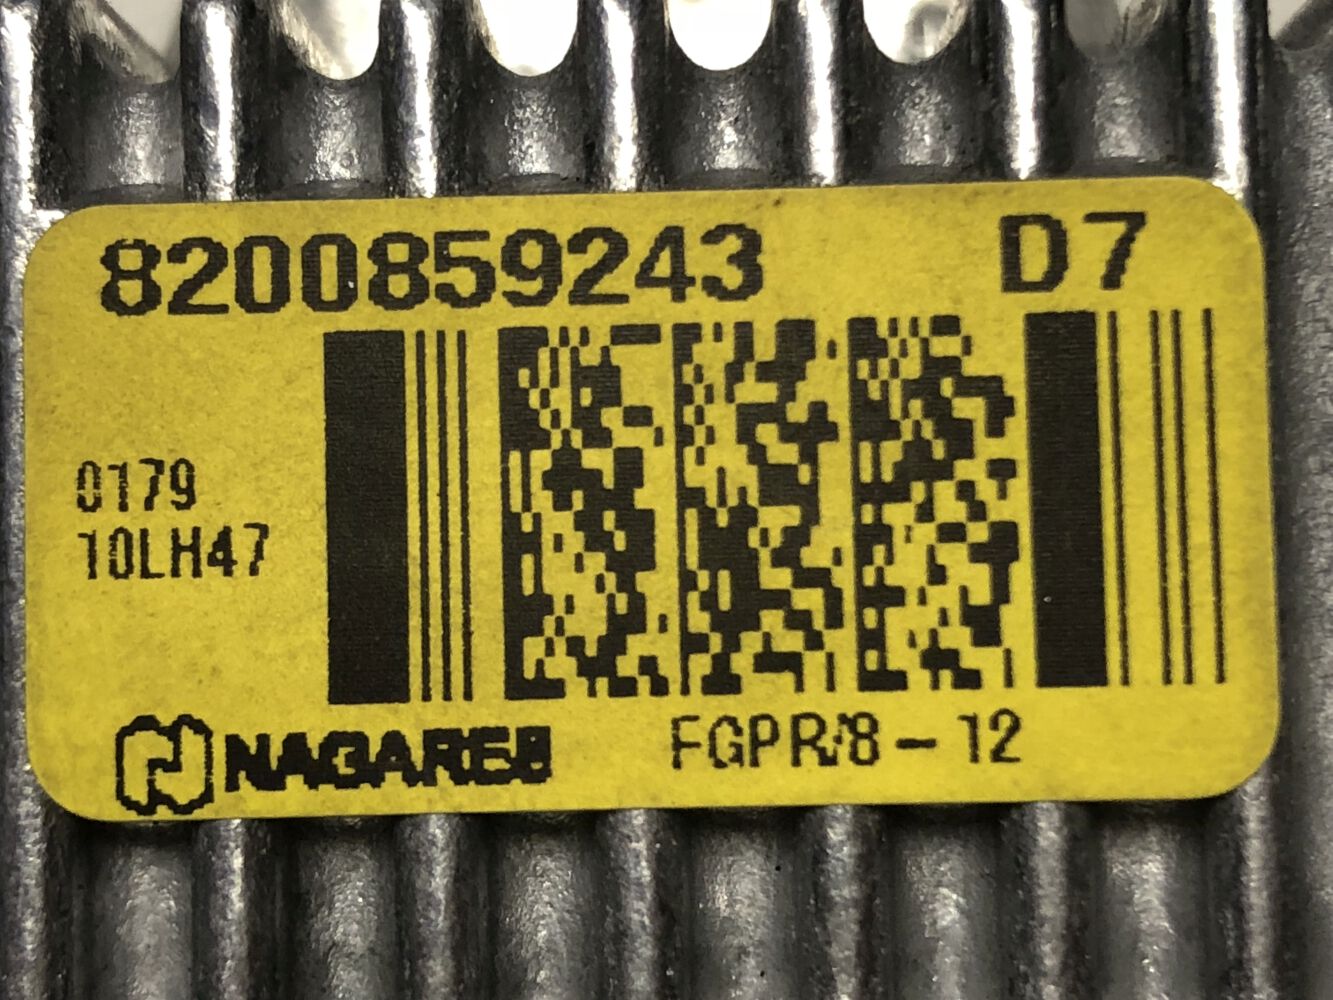 8200859243 D7
0179
10LH47
NAGARES
FGPR/8-12